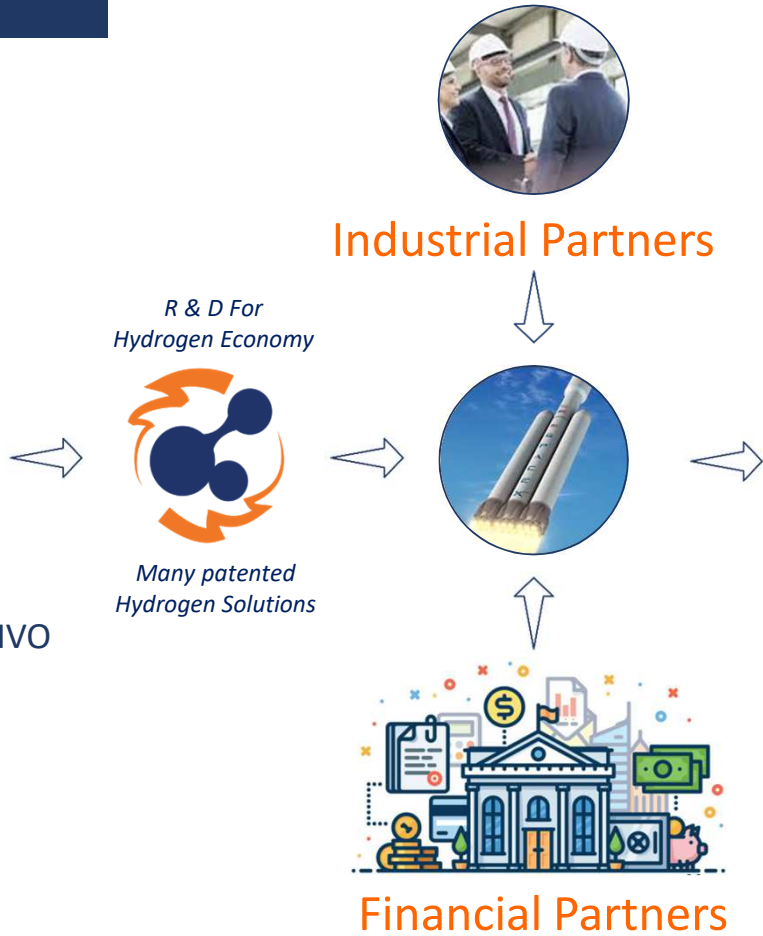 Industrial Partners
R & D For
Hydrogen Economy
Many patented
Hydrogen Solutions
IVO
Financial Partners